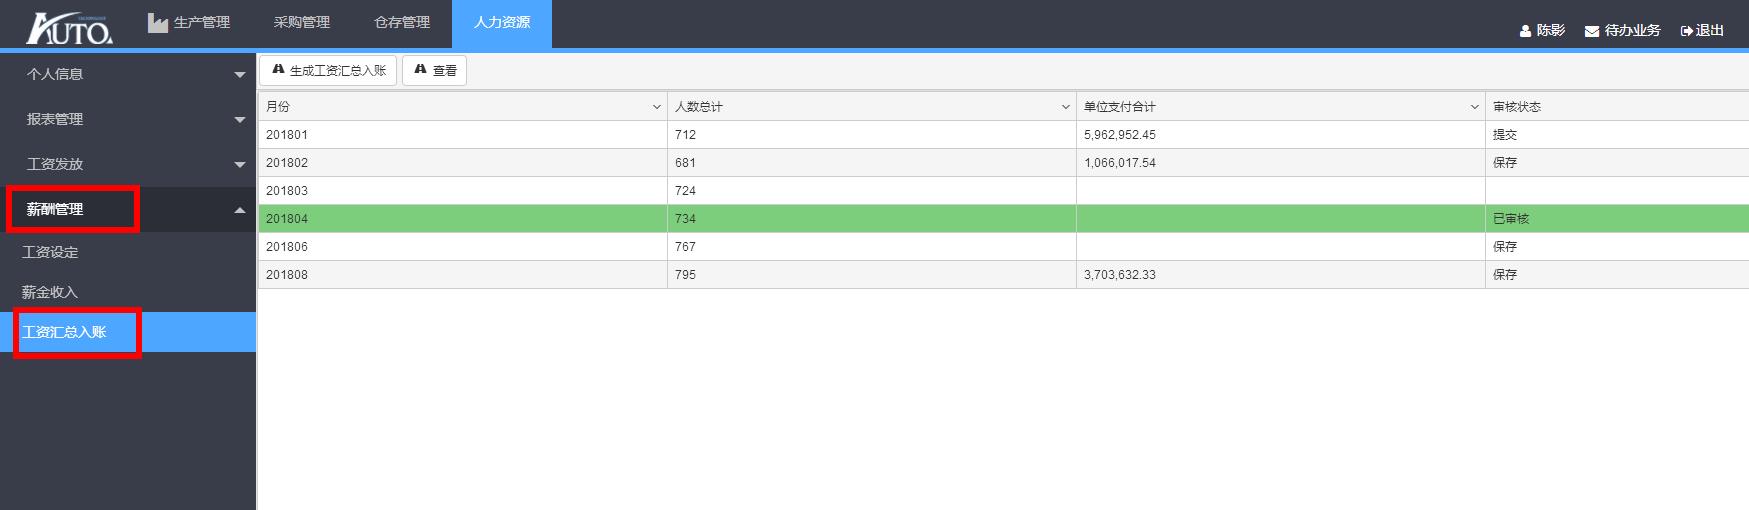 AUTO.
生产管理 采购管理 仓存管理 人力资源 陈影 待办业务 退出
个人信息
报表管理
工资发放
薪酬管理
工资设定
薪金收入
工资汇总入账
生成工资汇总入账 查看
月份 人数总计 单位支付合计 审核状态
201801 712 5,962,952.45 提交
201802 681 1,066,017.54 保存
201803 724
201804 734 已审核
201806 767 保存
201808 795 3,703,632.33 保存